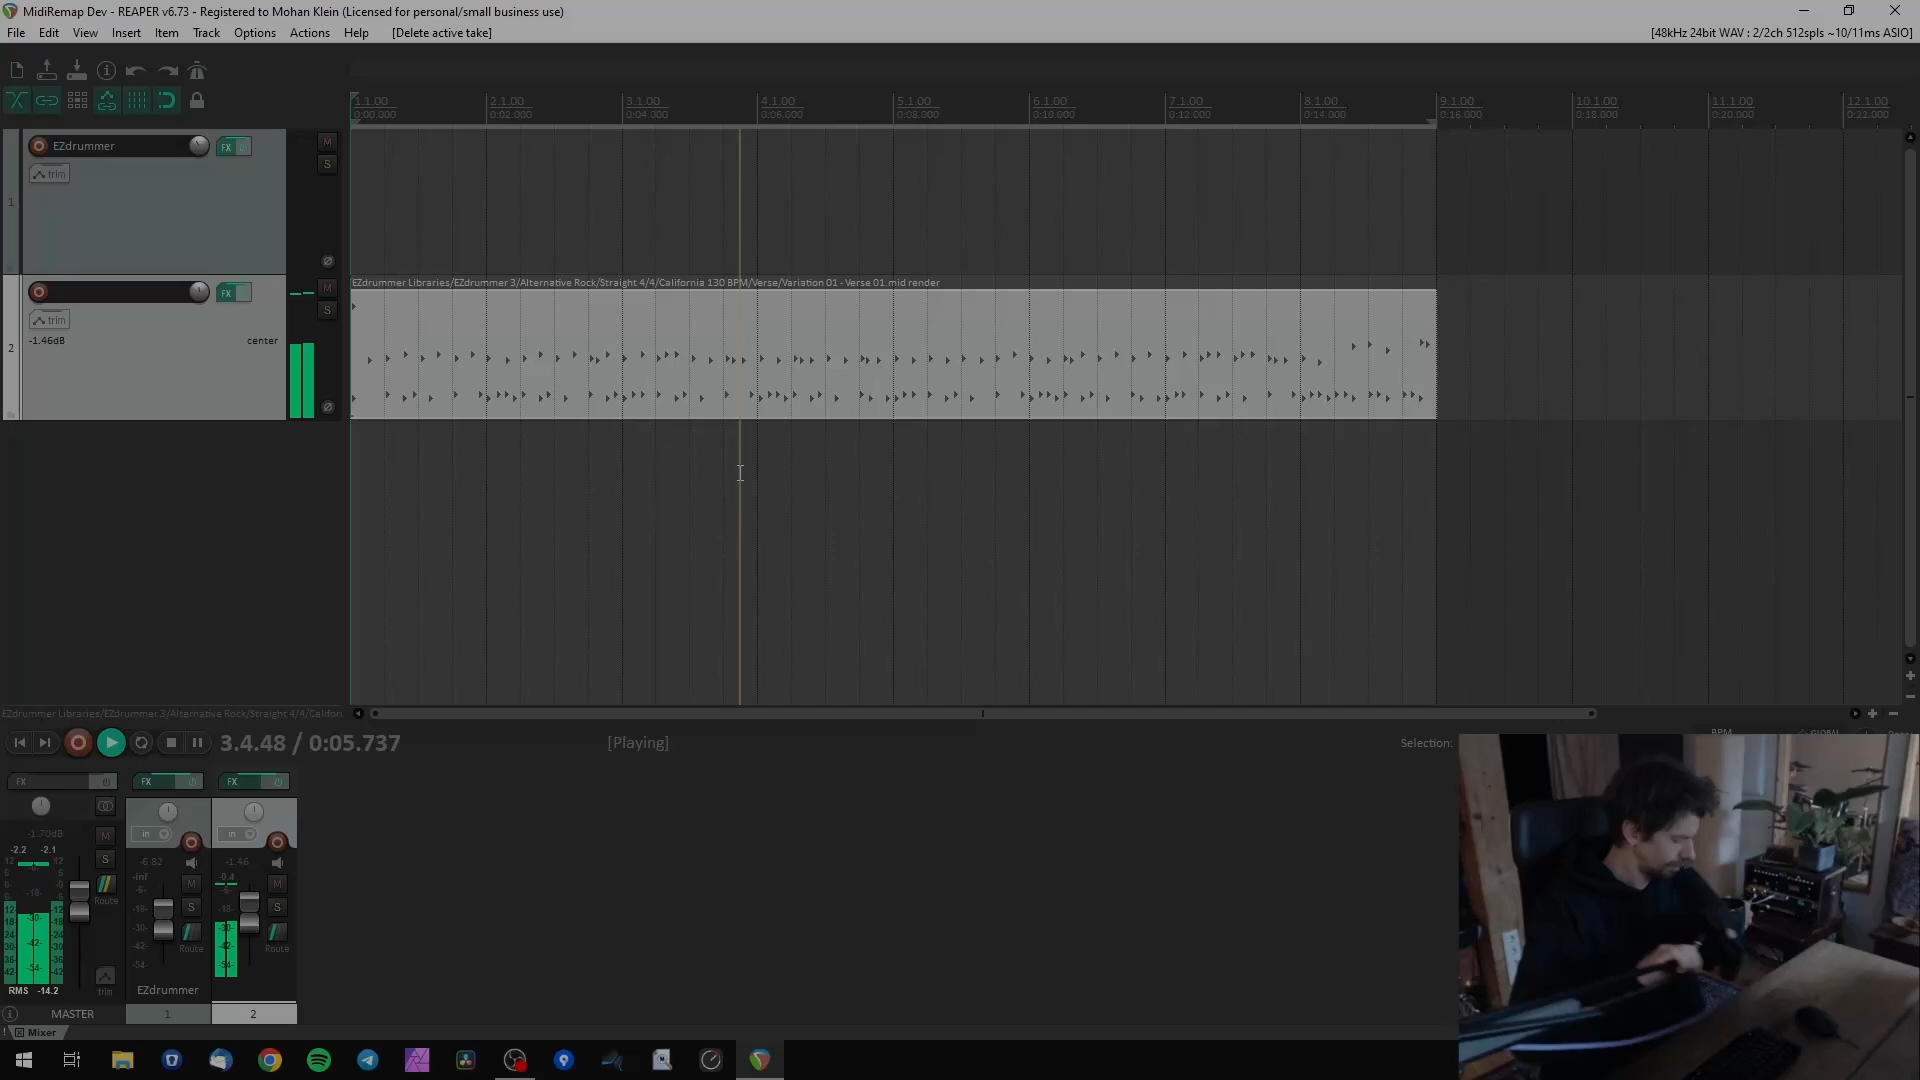 MidiRemap Dev - REAPER v6.73 - Registered to Mohan Klein (Licensed for personal/small business use)
File Edit View Insert Item Track Options Actions Help [Delete active take]
[48kHz 24bit WAV : 2/2ch 512spls ~10/11ms ASIO]
1.1.00 2.1.00 3.1.00 4.1.00 5.1.00 6.1.00 7.1.00 8.1.00 9.1.00 10.1.00 11.1.00 12.1.00
0:00.000 0:02.000 0:04.000 0:06.000 0:08.000 0:10.000 0:12.000 0:14.000 0:16.000 0:18.000 0:20.000 0:22.000
EZdrummer FX M
trim S
1
EZdrummer Libraries/EZdrummer 3/Alternative Rock/Straight 4/4/California 130 BPM/Verse/Variation 01 - Verse 01.mid render
FX M
trim S
-1.46dB center
2
EZdrummer Libraries/EZdrummer 3/Alternative Rock/Straight 4/4/Californ
3.4.48 / 0:05.737 [Playing] Selection:
BPM GLOBAL
FX FX FX
in in
-1.70dB M
-2.2 -2.1 S
-6.82 -1.46
-inf -0.4
M M
S S
Route Route Route
RMS -14.2 trim EZdrummer
MASTER 1 2
Mixer